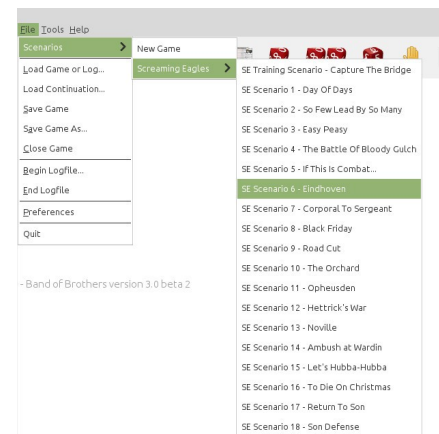 File Tools Help
Scenarios
Load Game or Log...
Load Continuation...
Save Game
Save Game As...
Close Game
Begin Logfile...
End Logfile
Preferences
Quit
New Game
Screaming Eagles
SE Training Scenario - Capture The Bridge
SE Scenario 1 - Day Of Days
SE Scenario 2 - So Few Lead By So Many
SE Scenario 3 - Easy Peasy
SE Scenario 4 - The Battle Of Bloody Gulch
SE Scenario 5 - If This Is Combat...
SE Scenario 6 - Eindhoven
SE Scenario 7 - Corporal To Sergeant
SE Scenario 8 - Black Friday
SE Scenario 9 - Road Cut
SE Scenario 10 - The Orchard
SE Scenario 11 - Opheusden
SE Scenario 12 - Hettrick's War
SE Scenario 13 - Noville
SE Scenario 14 - Ambush at Wardin
SE Scenario 15 - Let's Hubba-Hubba
SE Scenario 16 - To Die On Christmas
SE Scenario 17 - Return To Son
SE Scenario 18 - Son Defense
- Band of Brothers version 3.0 beta 2